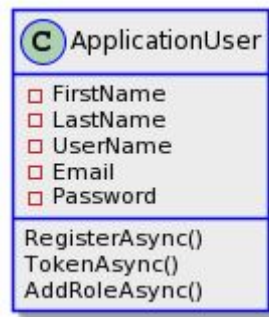 C ApplicationUser
FirstName
LastName
UserName
Email
Password
RegisterAsync()
TokenAsync()
AddRoleAsync()